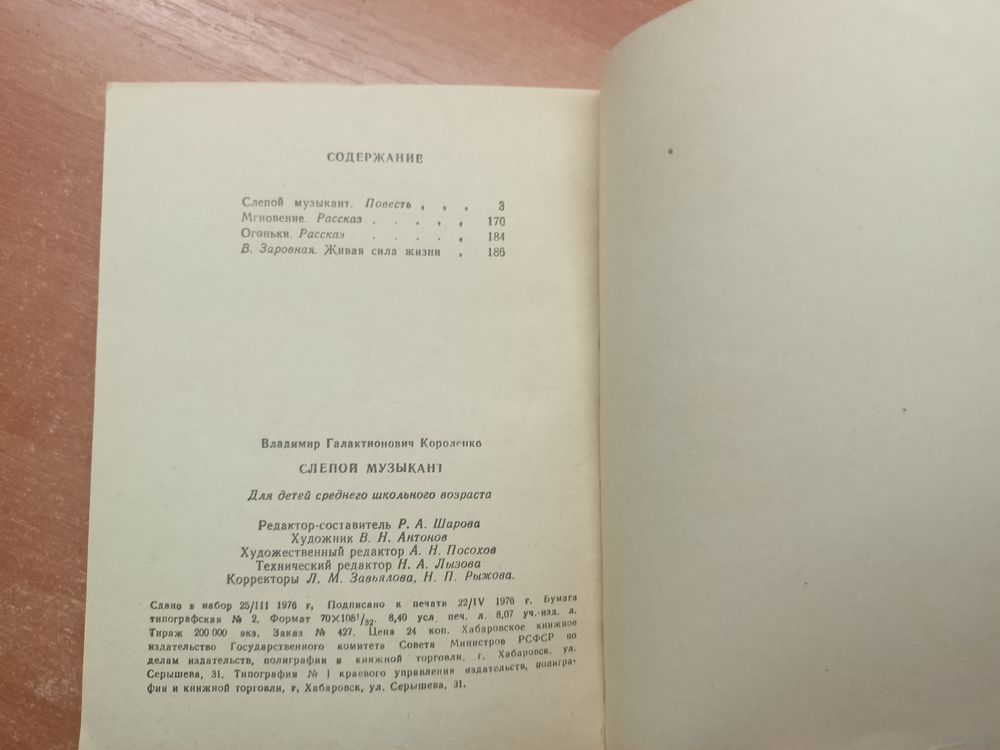 СОДЕРЖАНИЕ
Слепой музыкант. Повесть , , , 3
Мгновение. Рассказ . . . , , 170
Огоньки. Рассказ . . . . . , 184
В. Заровная. Живая сила жизни , 186
Владимир Галактионович Короленко
СЛЕПОЙ МУЗЫКАНТ
Для детей среднего школьного возраста
Редактор-составитель Р. А. Шарова
Художник В. Н. Антонов
Художественный редактор А. Н. Посохов
Технический редактор Н. А. Лызова
Корректоры Л. М. Завьялова, Н. П. Рыжова.
Сдано в набор 25/III 1976 г, Подписано к печати 22/IV 1976 г. Бумага
типографская № 2. Формат 70×108¹/₃₂. 8,40 усл. печ. л. 8,07 уч.-изд. л.
Тираж 200 000 экз. Заказ № 427. Цена 24 коп. Хабаровское книжное
издательство Государственного комитета Совета Министров РСФСР по
делам издательств, полиграфии и книжной торговли, г. Хабаровск, ул.
Серышева, 31. Типография № 1 краевого управления издательств, полигра-
фии и книжной торговли, г, Хабаровск, ул. Серышева, 31.